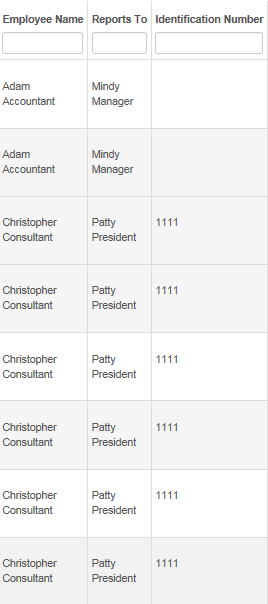 Employee Name Reports To Identification Number
Adam Mindy
Accountant Manager
Adam Mindy
Accountant Manager
Christopher Patty 1111
Consultant President
Christopher Patty 1111
Consultant President
Christopher Patty 1111
Consultant President
Christopher Patty 1111
Consultant President
Christopher Patty 1111
Consultant President
Christopher Patty 1111
Consultant President